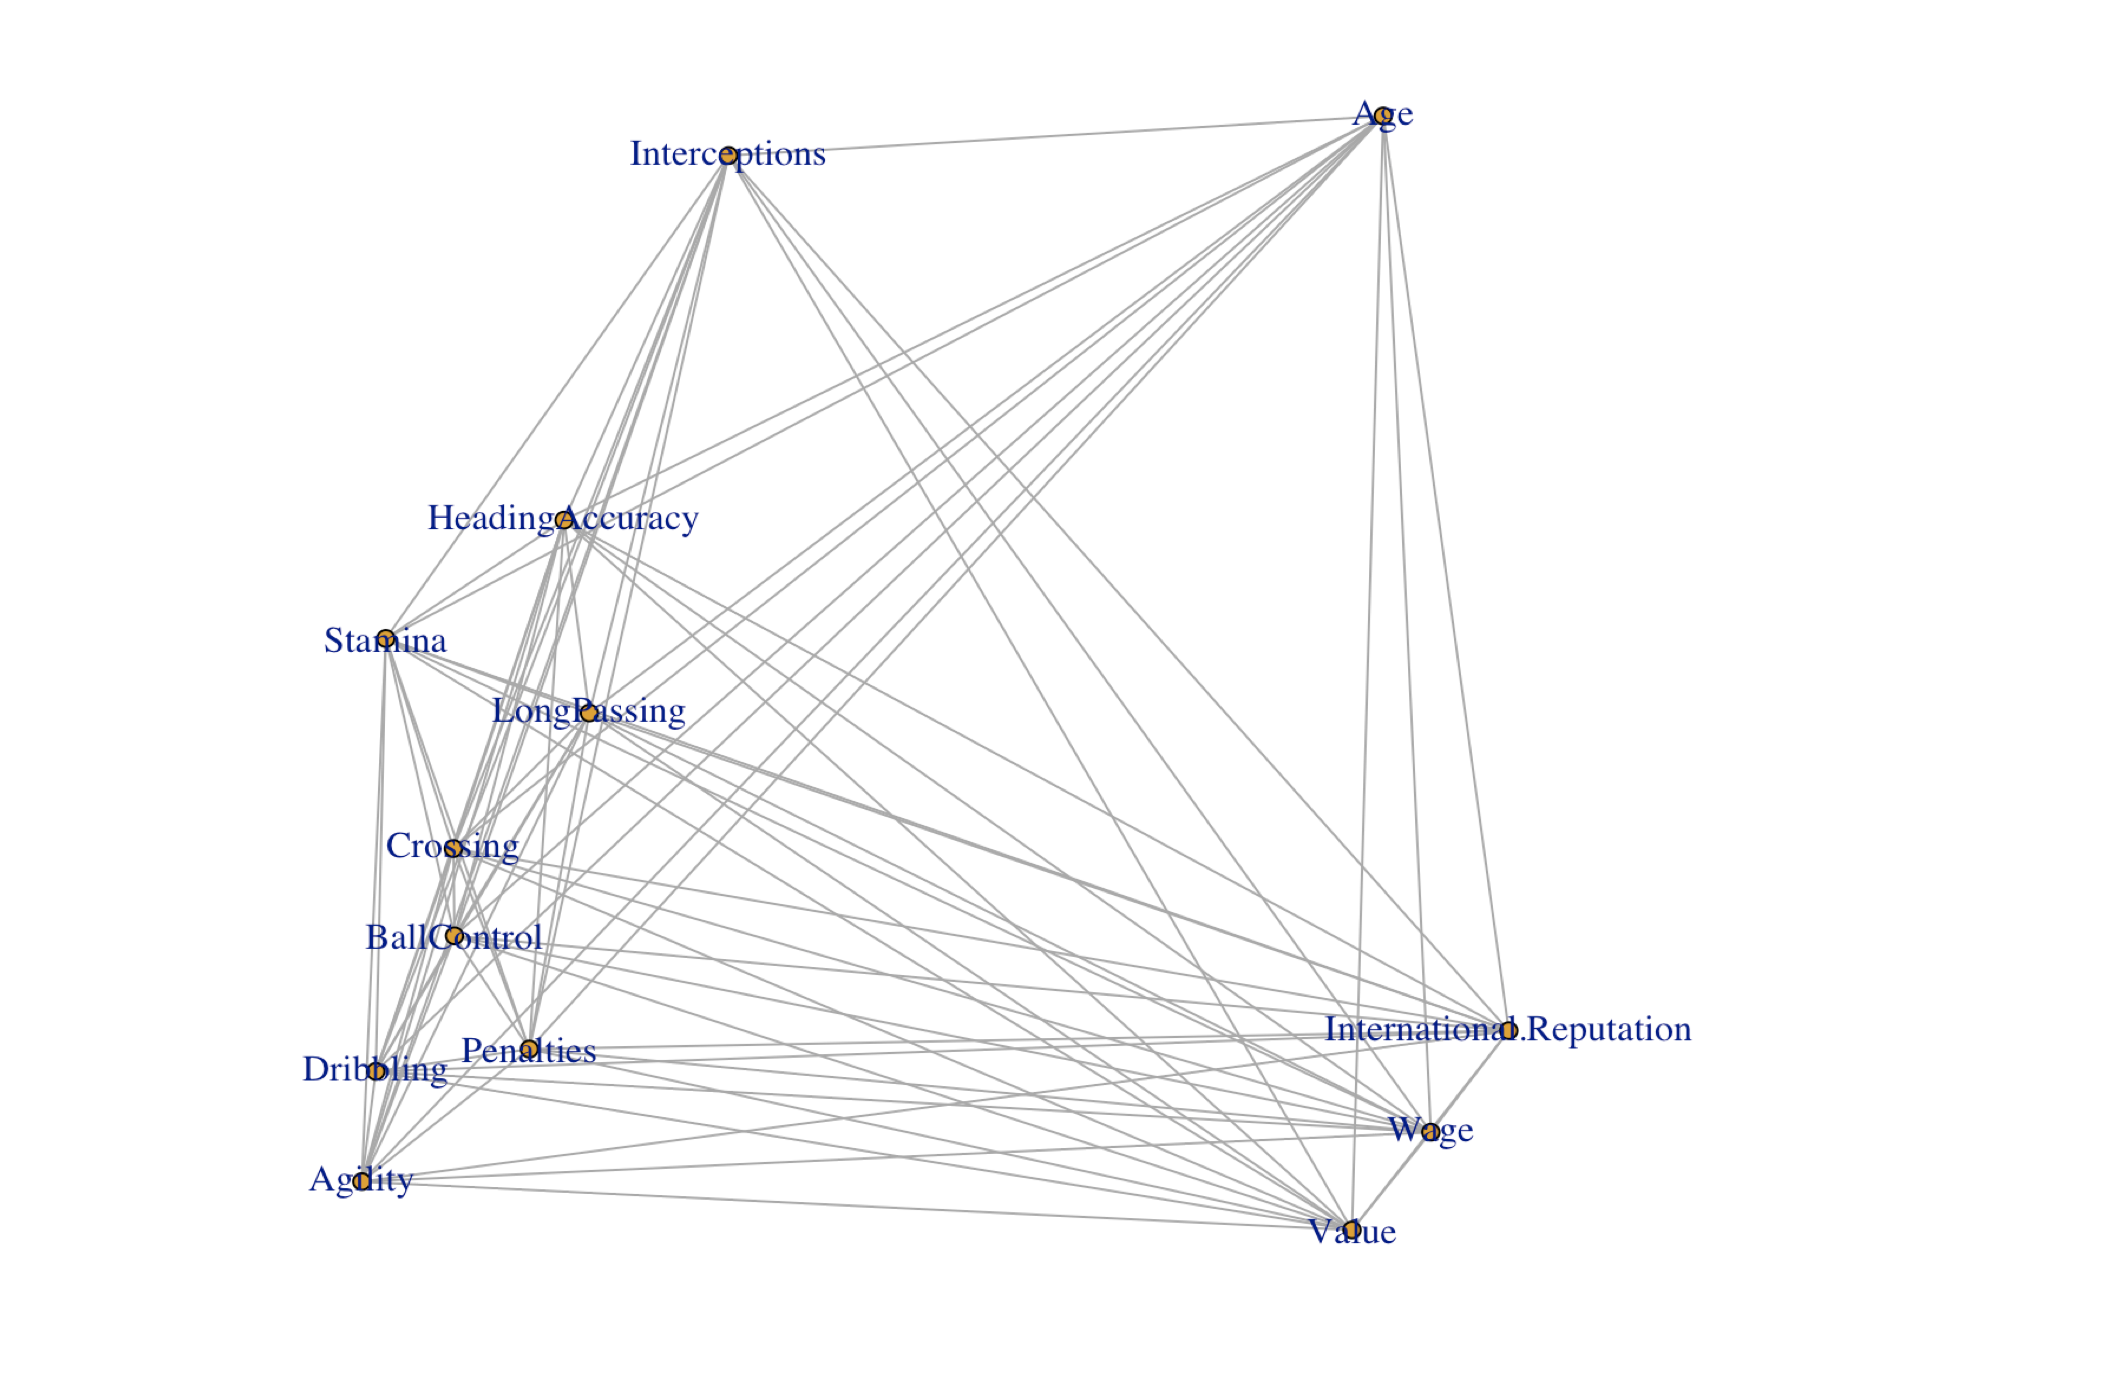 Age
Interceptions
HeadingAccuracy
Stamina
LongPassing
Crossing
BallControl
International.Reputation
Penalties
Dribbling
Wage
Agility
Value